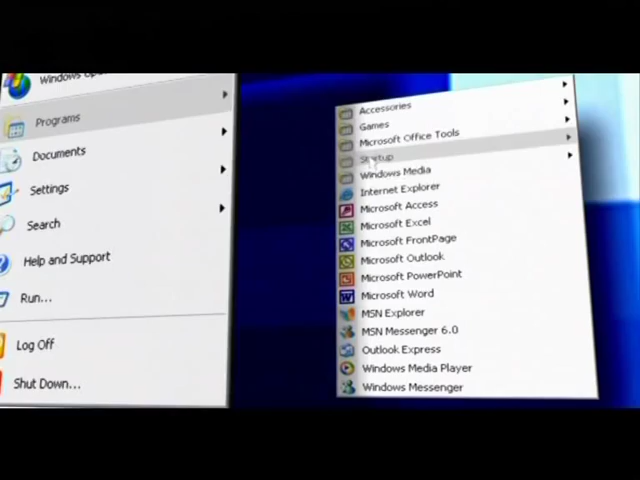 Windows
Programs
Documents
Settings
Search
Help and Support
Run...
Log Off
Shut Down...
Accessories
Games
Microsoft Office Tools
Startup
Windows Media
Internet Explorer
Microsoft Access
Microsoft Excel
Microsoft FrontPage
Microsoft Outlook
Microsoft PowerPoint
Microsoft Word
MSN Explorer
MSN Messenger 6.0
Outlook Express
Windows Media Player
Windows Messenger